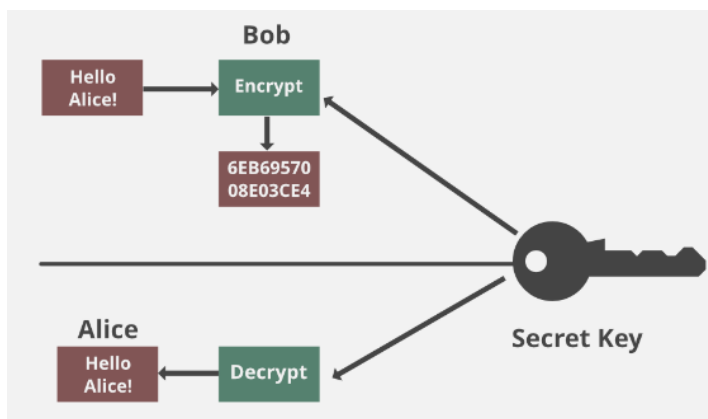 Bob
Hello
Alice!
Encrypt
6EB69570
08E03CE4
Secret Key
Alice
Hello
Alice!
Decrypt